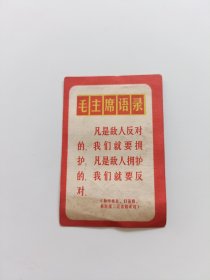 毛主席语录
凡是敌人反对
的，我们就要拥
护；凡是敌人拥护
的，我们就要反
对。